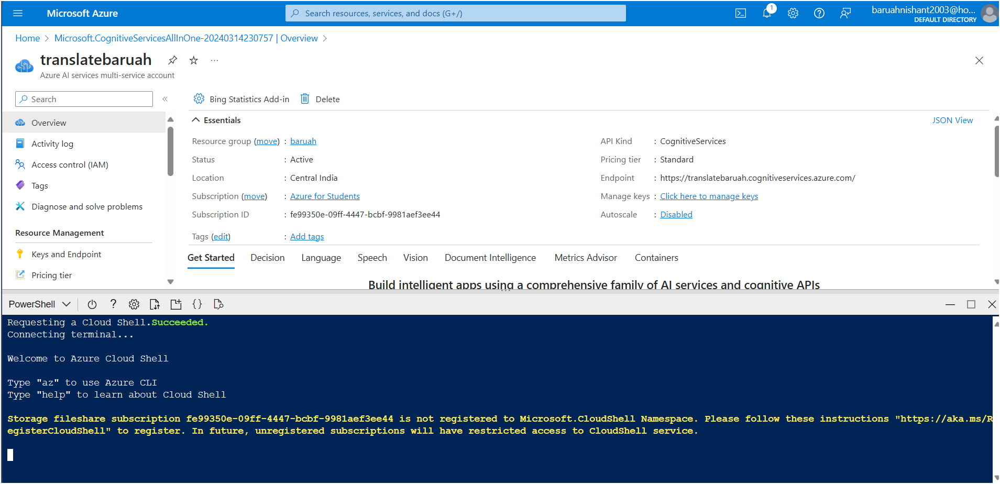 Microsoft Azure
Search resources, services, and docs (G+/)
1
baruahnishant2003@ho...
DEFAULT DIRECTORY
Home > Microsoft.CognitiveServicesAllInOne-20240314230757 | Overview >
translatebaruah
Azure AI services multi-service account
Search
Bing Statistics Add-in
Delete
Overview
Activity log
Access control (IAM)
Tags
Diagnose and solve problems
Resource Management
Keys and Endpoint
Pricing tier
Essentials
JSON View
Resource group (move) : baruah
Status : Active
Location : Central India
Subscription (move) : Azure for Students
Subscription ID : fe99350e-09ff-4447-bcbf-9981aef3ee44
Tags (edit) : Add tags
API Kind : CognitiveServices
Pricing tier : Standard
Endpoint : https://translatebaruah.cognitiveservices.azure.com/
Manage keys : Click here to manage keys
Autoscale : Disabled
Get Started Decision Language Speech Vision Document Intelligence Metrics Advisor Containers
Build intelligent apps using a comprehensive family of AI services and cognitive APIs
PowerShell
Requesting a Cloud Shell.Succeeded.
Connecting terminal...
Welcome to Azure Cloud Shell
Type "az" to use Azure CLI
Type "help" to learn about Cloud Shell
Storage fileshare subscription fe99350e-09ff-4447-bcbf-9981aef3ee44 is not registered to Microsoft.CloudShell Namespace. Please follow these instructions "https://aka.ms/R
egisterCloudShell" to register. In future, unregistered subscriptions will have restricted access to CloudShell service.